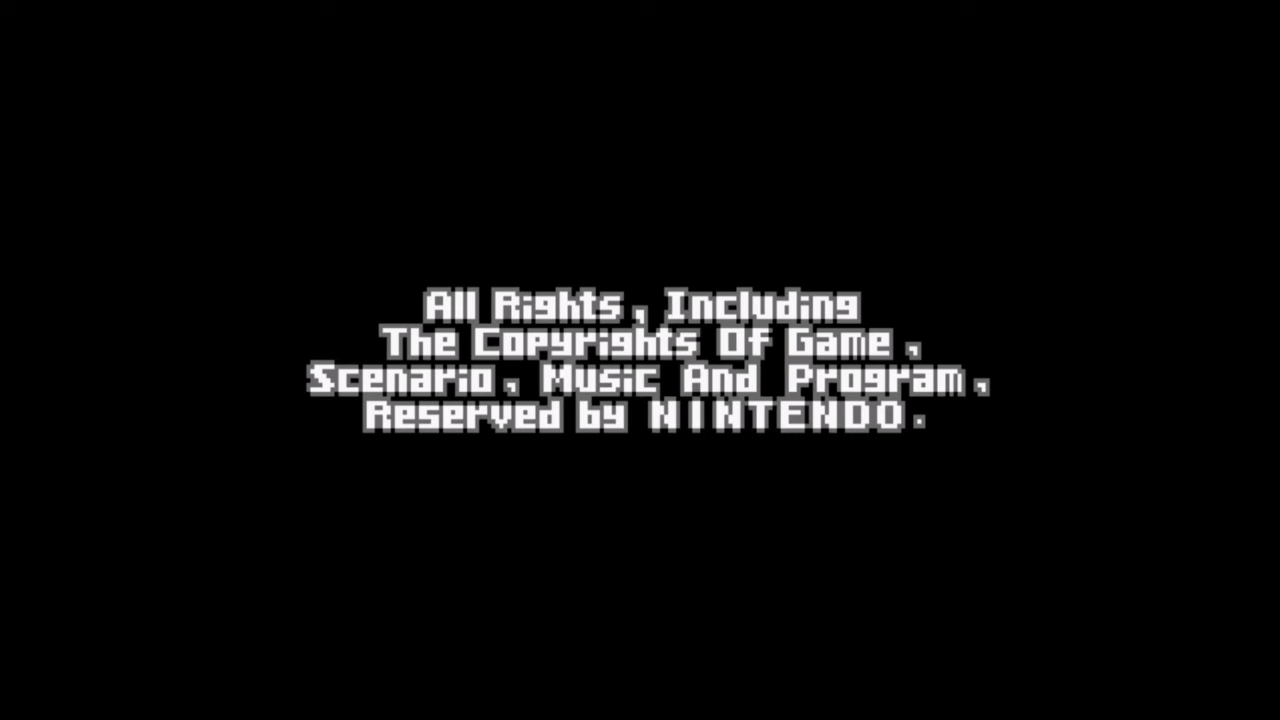 All Rights, Including
The Copyrights Of Game,
Scenario, Music And Program,
Reserved by NINTENDO.